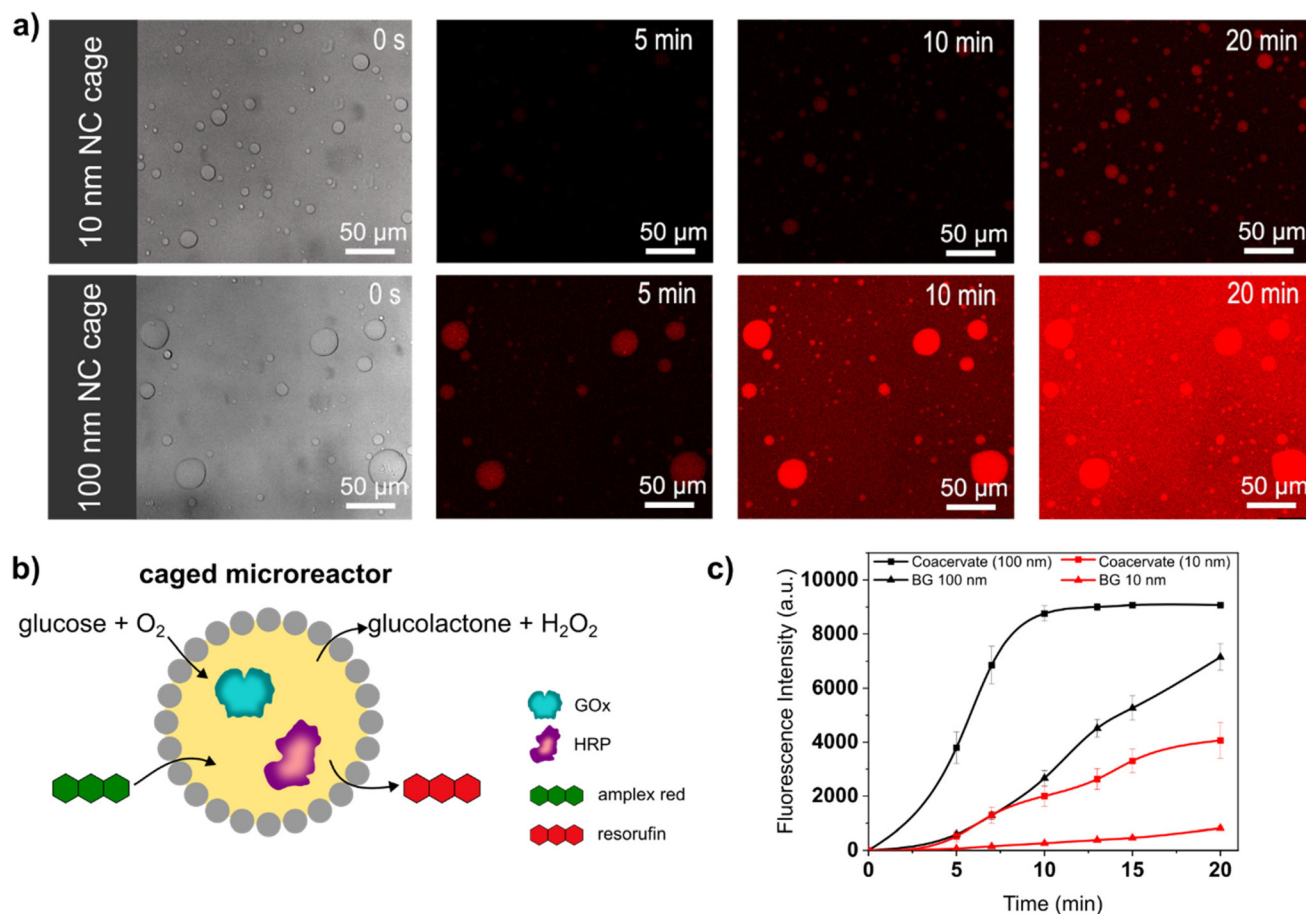 a)
10 nm NC cage
0 s
50 µm
5 min
50 µm
10 min
50 µm
20 min
50 µm
100 nm NC cage
0 s
50 µm
5 min
50 µm
10 min
50 µm
20 min
50 µm
b)
caged microreactor
glucose + O₂
glucolactone + H₂O₂
GOx
HRP
amplex red
resorufin
c)
Coacervate (100 nm)
Coacervate (10 nm)
BG 100 nm
BG 10 nm
Fluorescence Intensity (a.u.)
10000
8000
6000
4000
2000
0
0
5
10
15
20
Time (min)